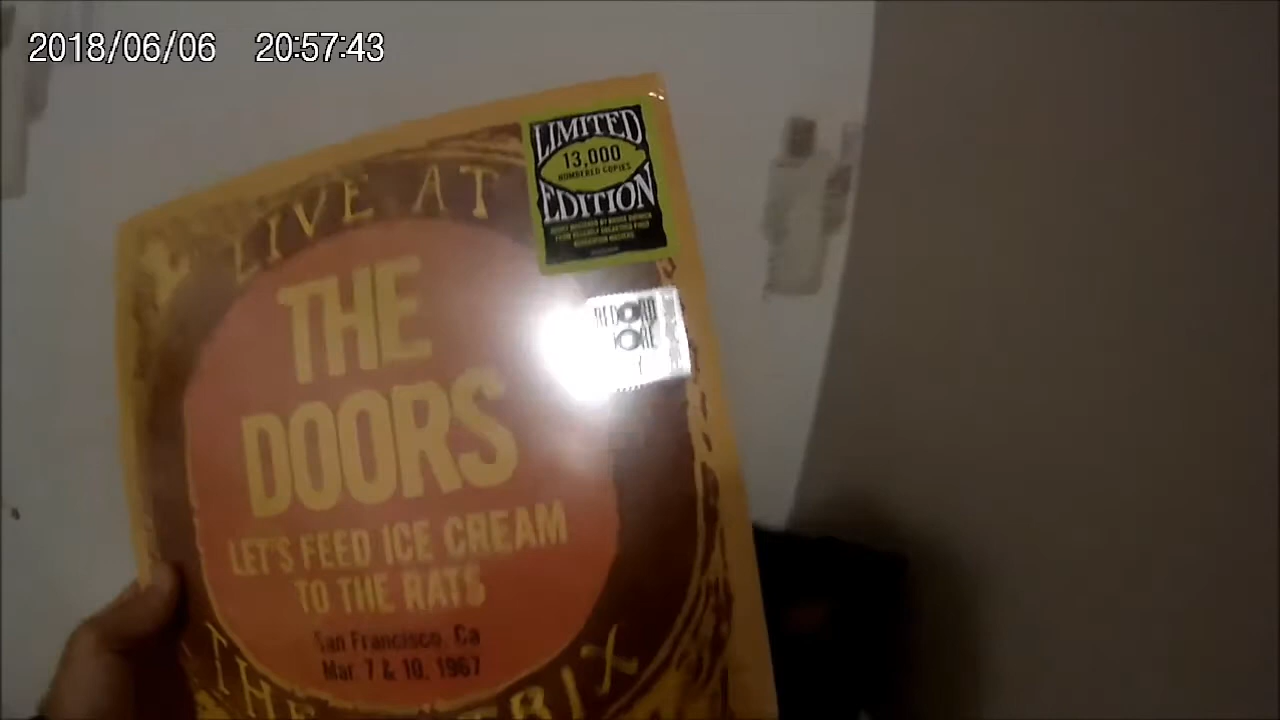 2018/06/06 20:57:43
LIMITED
13,000
NUMBERED COPIES
EDITION
LIVE AT
THE
DOORS
LET'S FEED ICE CREAM
TO THE RATS
San Francisco, Ca
Mar. 7 & 10, 1967
THE